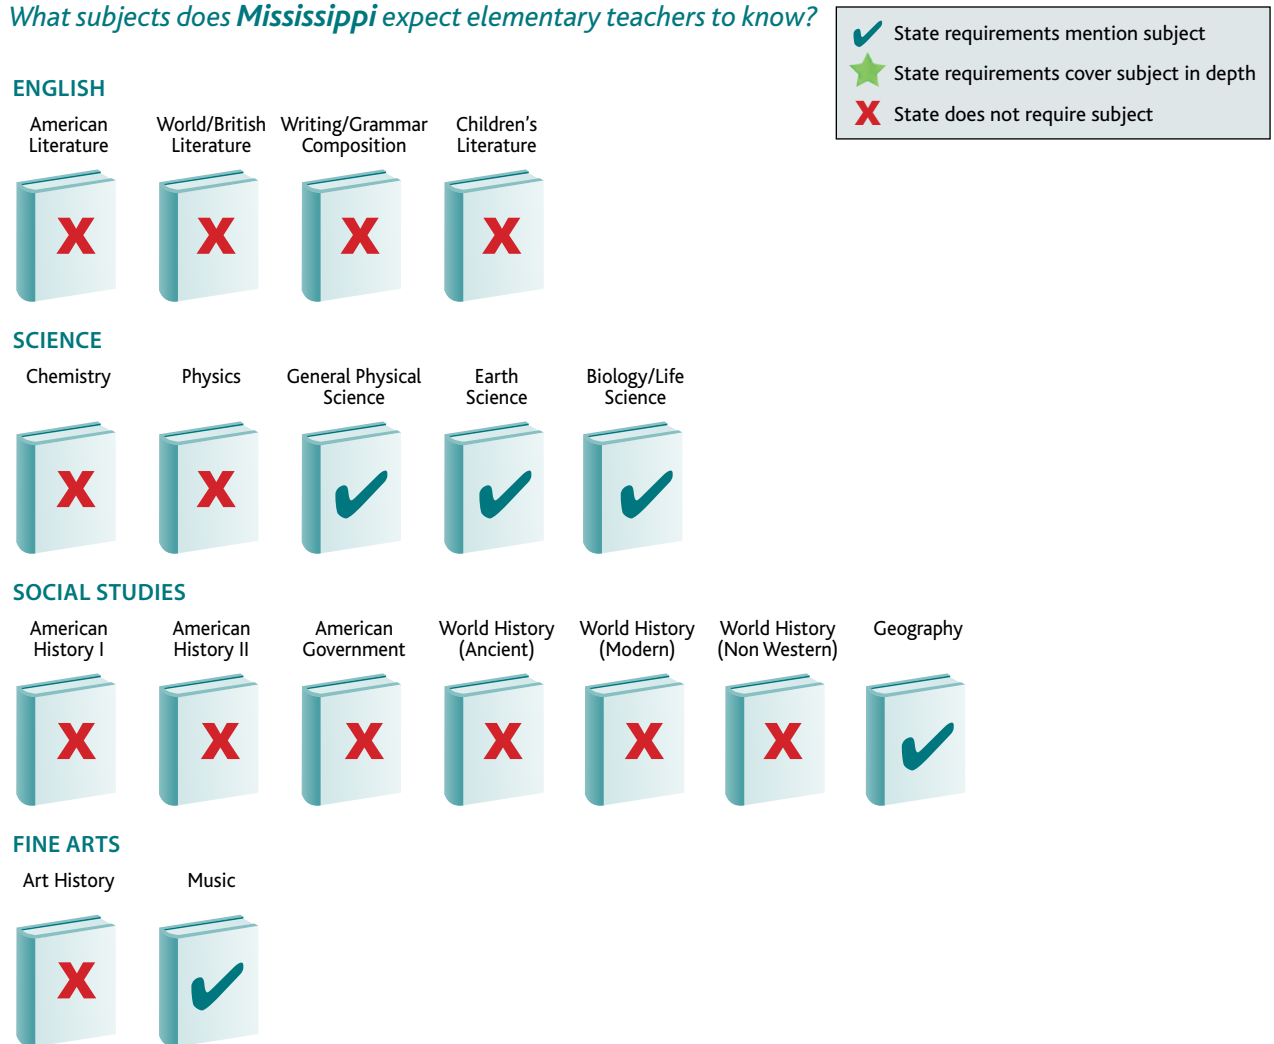 What subjects does Mississippi expect elementary teachers to know?
State requirements mention subject
State requirements cover subject in depth
State does not require subject
ENGLISH
American
Literature
World/British
Literature
Writing/Grammar
Composition
Children's
Literature
X
X
X
X
SCIENCE
Chemistry
Physics
General Physical
Science
Earth
Science
Biology/Life
Science
X
X
SOCIAL STUDIES
American
History I
American
History II
American
Government
World History
(Ancient)
World History
(Modern)
World History
(Non Western)
Geography
X
X
X
X
X
X
FINE ARTS
Art History
Music
X